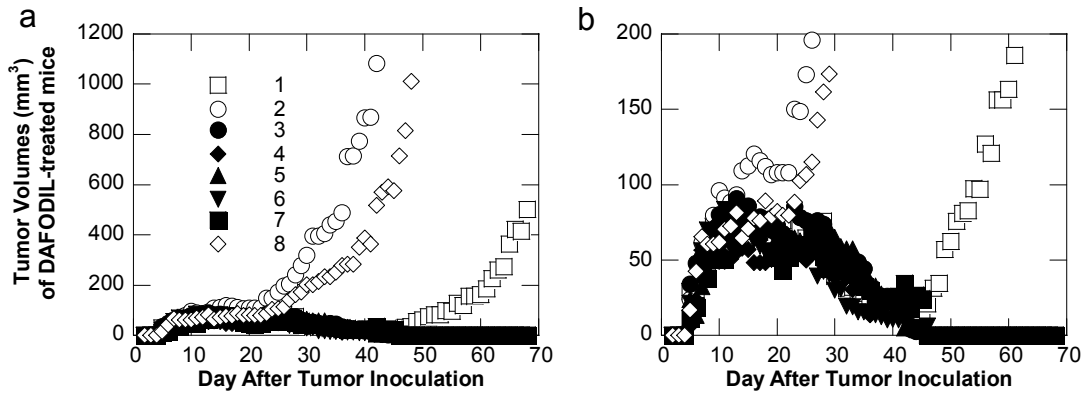 a
b
Tumor Volumes (mm³)
of DAFODIL-treated mice
1200
1000
800
600
400
200
0
1
2
3
4
5
6
7
8
0 10 20 30 40 50 60 70
Day After Tumor Inoculation
200
150
100
50
0
0 10 20 30 40 50 60 70
Day After Tumor Inoculation